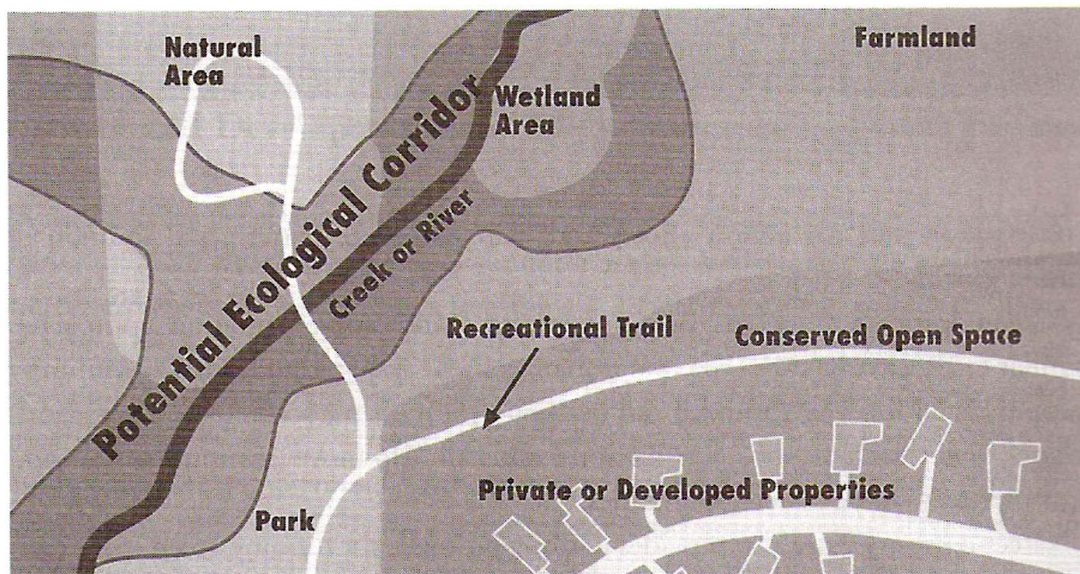 Natural
Area
Farmland
Wetland
Area
Potential Ecological Corridor
Creek or River
Recreational Trail
Conserved Open Space
Private or Developed Properties
Park